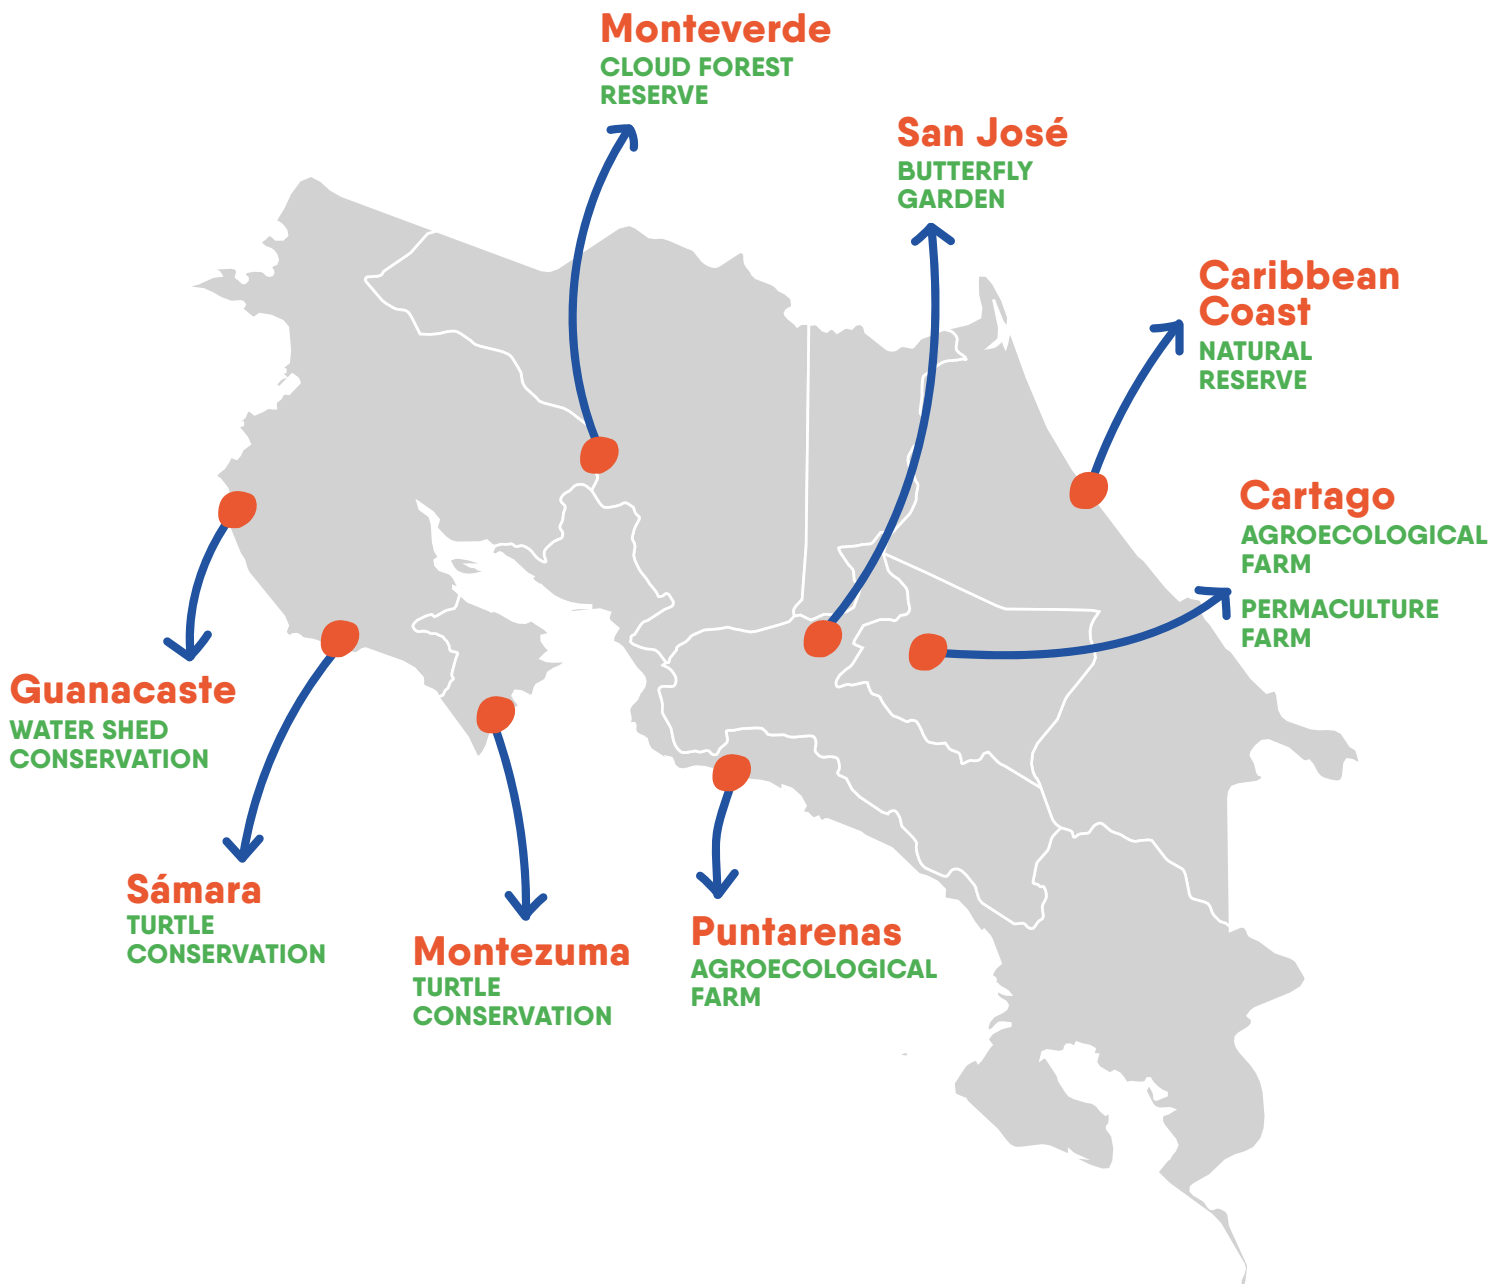 Monteverde
CLOUD FOREST
RESERVE
San José
BUTTERFLY
GARDEN
Caribbean
Coast
NATURAL
RESERVE
Cartago
AGROECOLOGICAL
FARM
PERMACULTURE
FARM
Guanacaste
WATER SHED
CONSERVATION
Sámara
TURTLE
CONSERVATION
Montezuma
TURTLE
CONSERVATION
Puntarenas
AGROECOLOGICAL
FARM